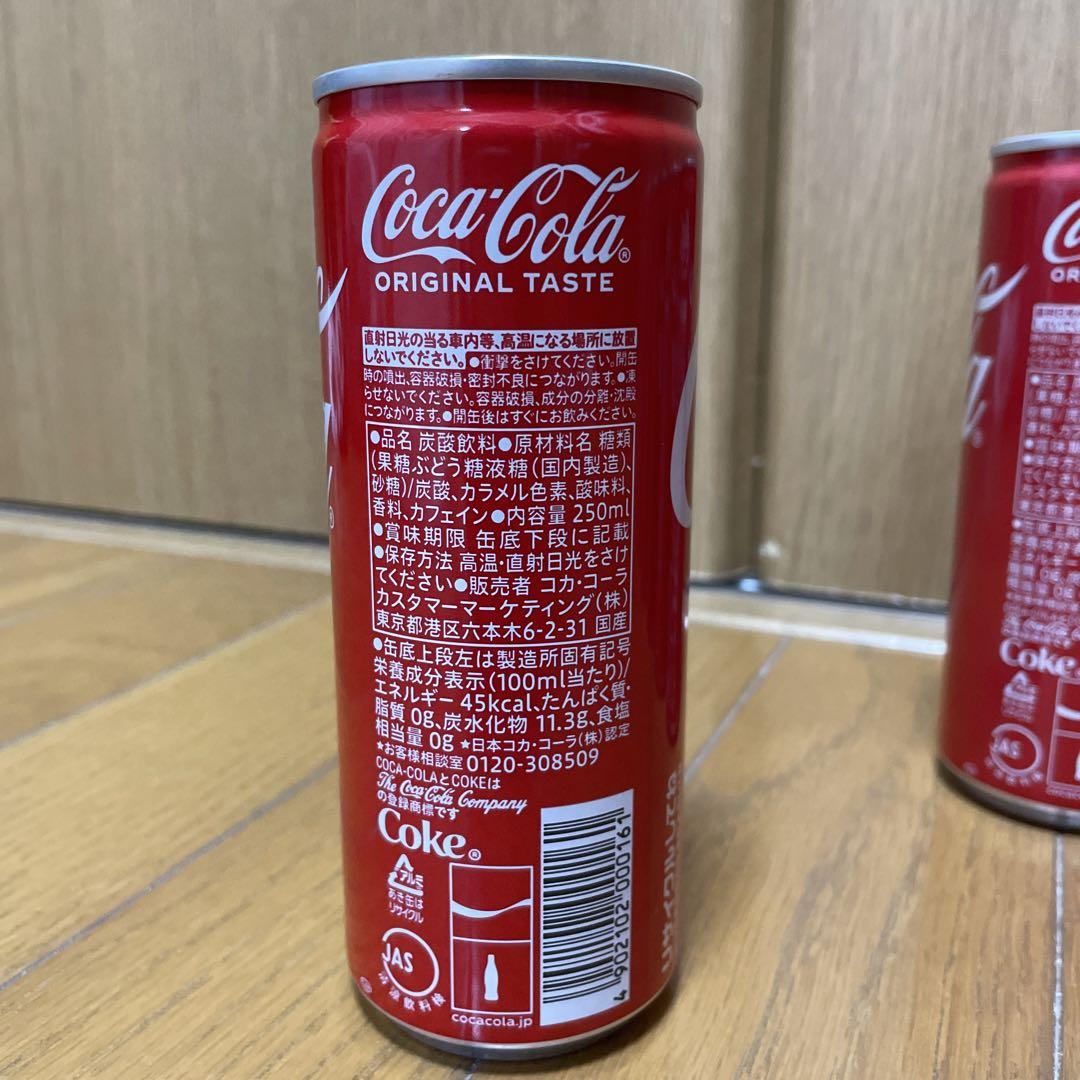 Coca-Cola®
ORIGINAL TASTE
直射日光の当る車内等、高温になる場所に放置
しないでください。●衝撃をさけてください。開缶
時の噴出、容器破損・密封不良につながります。●凍
らせないでください。容器破損、成分の分離・沈殿
につながります。●開缶後はすぐにお飲みください。
●品名 炭酸飲料●原材料名 糖類
(果糖ぶどう糖液糖(国内製造)、
砂糖)/炭酸、カラメル色素、酸味料、
香料、カフェイン●内容量 250ml
●賞味期限 缶底下段に記載
●保存方法 高温・直射日光をさけ
てください●販売者 コカ・コーラ
カスタマーマーケティング(株)
東京都港区六本木6-2-31 国産
●缶底上段左は製造所固有記号
栄養成分表示(100ml当たり)/
エネルギー 45kcal、たんぱく質・
脂質 0g、炭水化物 11.3g、食塩
相当量 0g ★日本コカ・コーラ(株)認定
★お客様相談室 0120-308509
COCA-COLAとCOKEは
The Coca-Cola Company
の登録商標です
Coke®
アルミ
あき缶は
リサイクル
JAS
清涼飲料検
cocacola.jp
4902102000161
リサイクルしてね
ORIGINAL TA
Coke
JAS